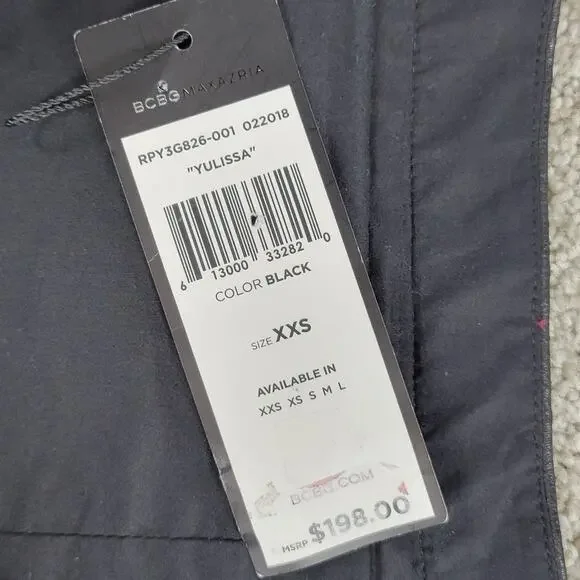 BCBGMAXAZRIA
RPY3G826-001 022018
"YULISSA"
6 13000 33282 0
COLOR BLACK
SIZE XXS
AVAILABLE IN
XXS XS S M L
BCBG.COM
MSRP $198.00